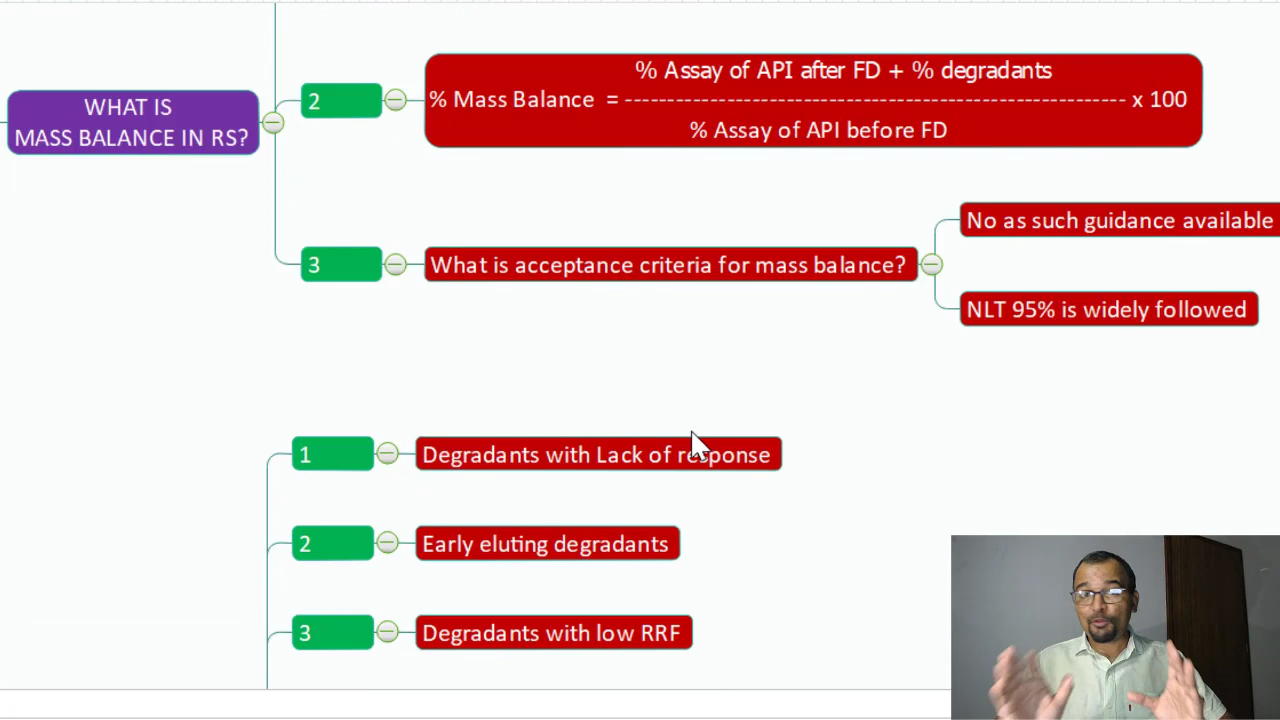 WHAT IS
MASS BALANCE IN RS?
2
% Assay of API after FD + % degradants
% Mass Balance = ---------------------------------------------------------- x 100
% Assay of API before FD
3
What is acceptance criteria for mass balance?
No as such guidance available
NLT 95% is widely followed
1
Degradants with Lack of response
2
Early eluting degradants
3
Degradants with low RRF